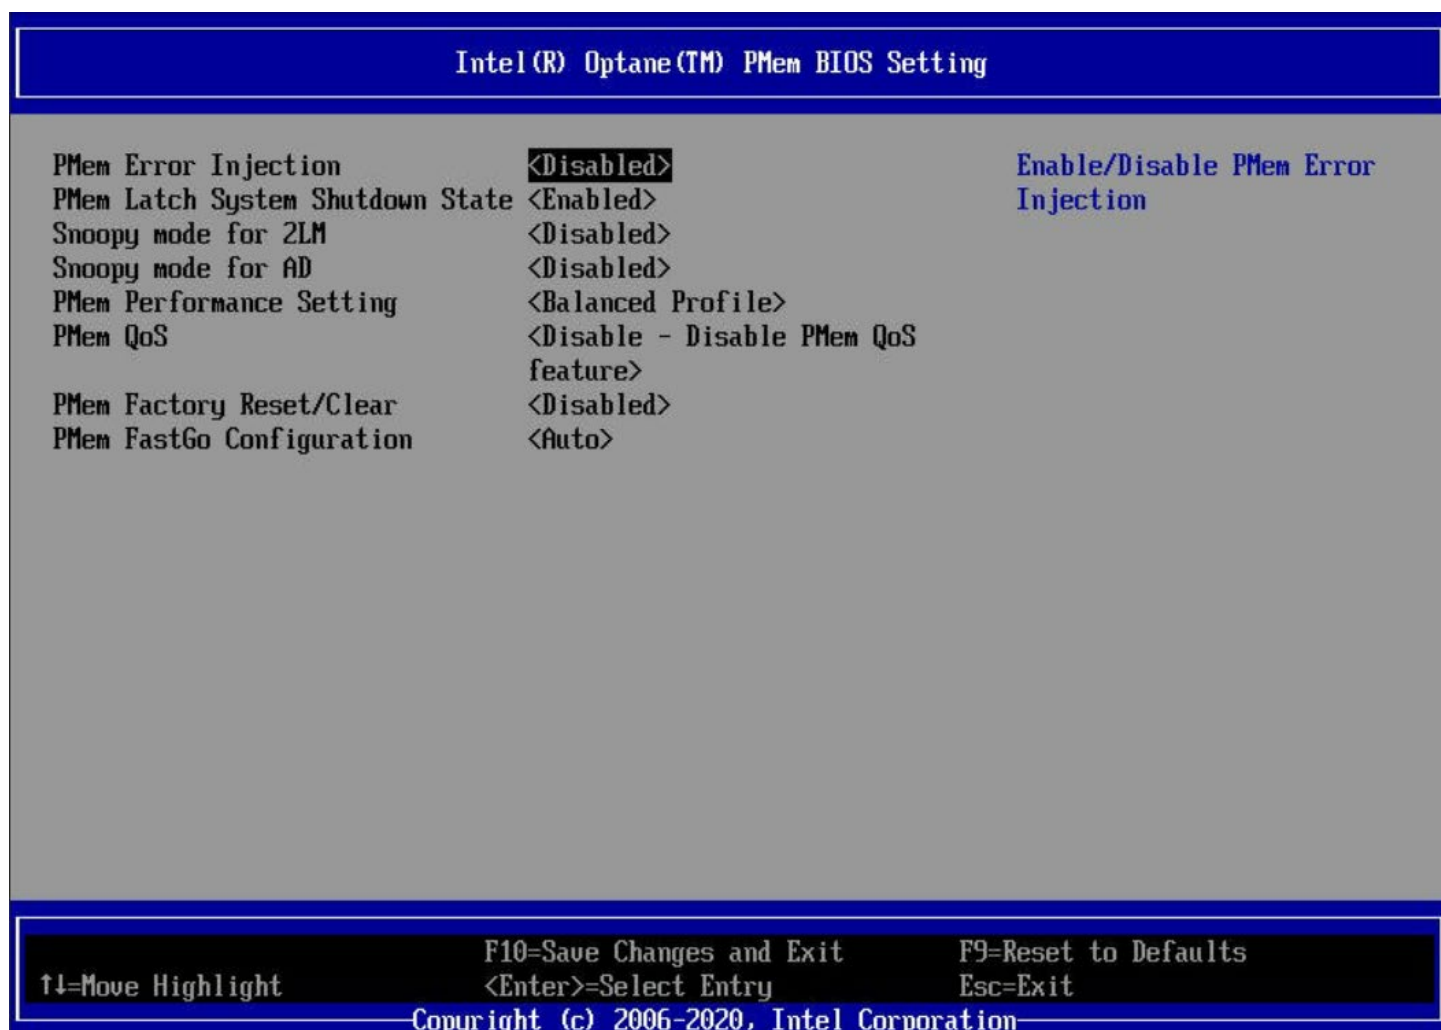 Intel(R) Optane(TM) PMem BIOS Setting
PMem Error Injection <Disabled> Enable/Disable PMem Error
PMem Latch System Shutdown State <Enabled> Injection
Snoopy mode for 2LM <Disabled>
Snoopy mode for AD <Disabled>
PMem Performance Setting <Balanced Profile>
PMem QoS <Disable - Disable PMem QoS
feature>
PMem Factory Reset/Clear <Disabled>
PMem FastGo Configuration <Auto>
F10=Save Changes and Exit F9=Reset to Defaults
↑↓=Move Highlight <Enter>=Select Entry Esc=Exit
Copyright (c) 2006-2020, Intel Corporation